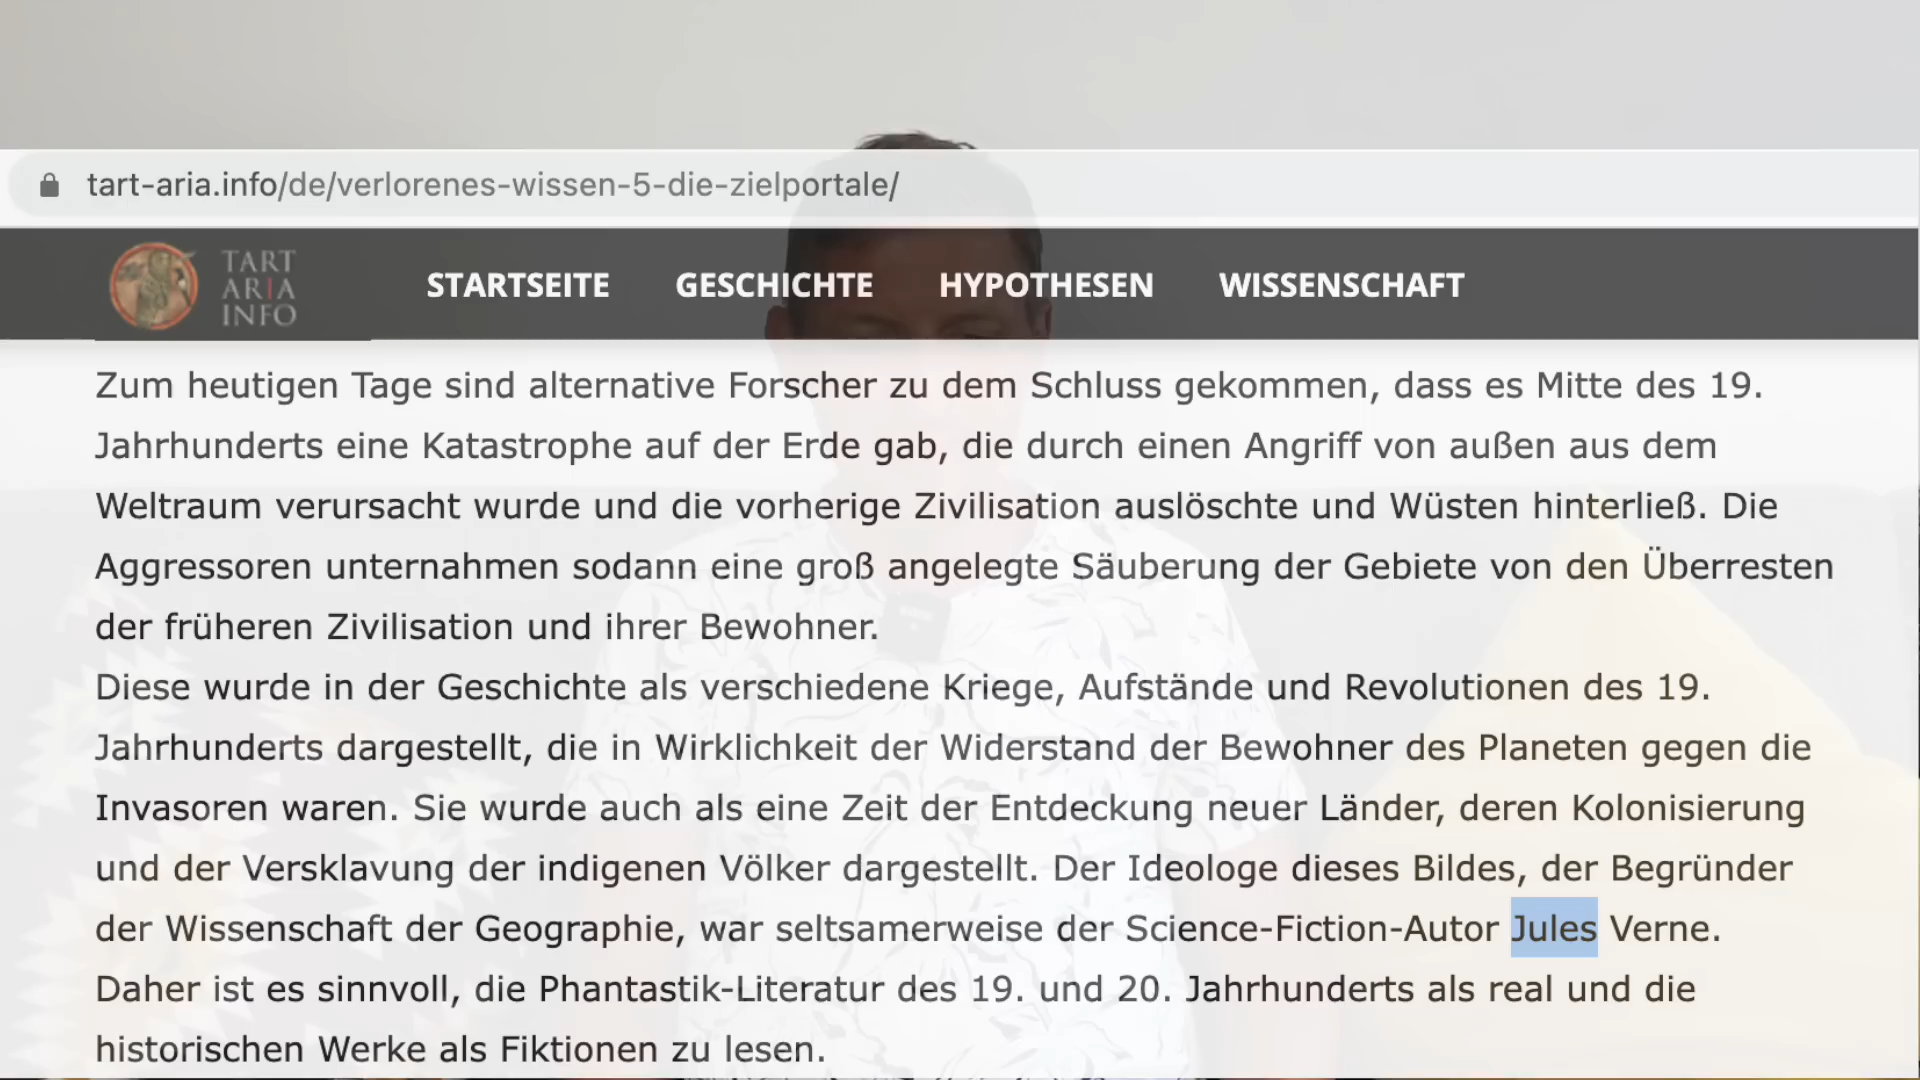 tart-aria.info/de/verlorenes-wissen-5-die-zielportale/
TART
ARIA
INFO
STARTSEITE GESCHICHTE HYPOTHESEN WISSENSCHAFT
Zum heutigen Tage sind alternative Forscher zu dem Schluss gekommen, dass es Mitte des 19.
Jahrhunderts eine Katastrophe auf der Erde gab, die durch einen Angriff von außen aus dem
Weltraum verursacht wurde und die vorherige Zivilisation auslöschte und Wüsten hinterließ. Die
Aggressoren unternahmen sodann eine groß angelegte Säuberung der Gebiete von den Überresten
der früheren Zivilisation und ihrer Bewohner.
Diese wurde in der Geschichte als verschiedene Kriege, Aufstände und Revolutionen des 19.
Jahrhunderts dargestellt, die in Wirklichkeit der Widerstand der Bewohner des Planeten gegen die
Invasoren waren. Sie wurde auch als eine Zeit der Entdeckung neuer Länder, deren Kolonisierung
und der Versklavung der indigenen Völker dargestellt. Der Ideologe dieses Bildes, der Begründer
der Wissenschaft der Geographie, war seltsamerweise der Science-Fiction-Autor Jules Verne.
Daher ist es sinnvoll, die Phantastik-Literatur des 19. und 20. Jahrhunderts als real und die
historischen Werke als Fiktionen zu lesen.